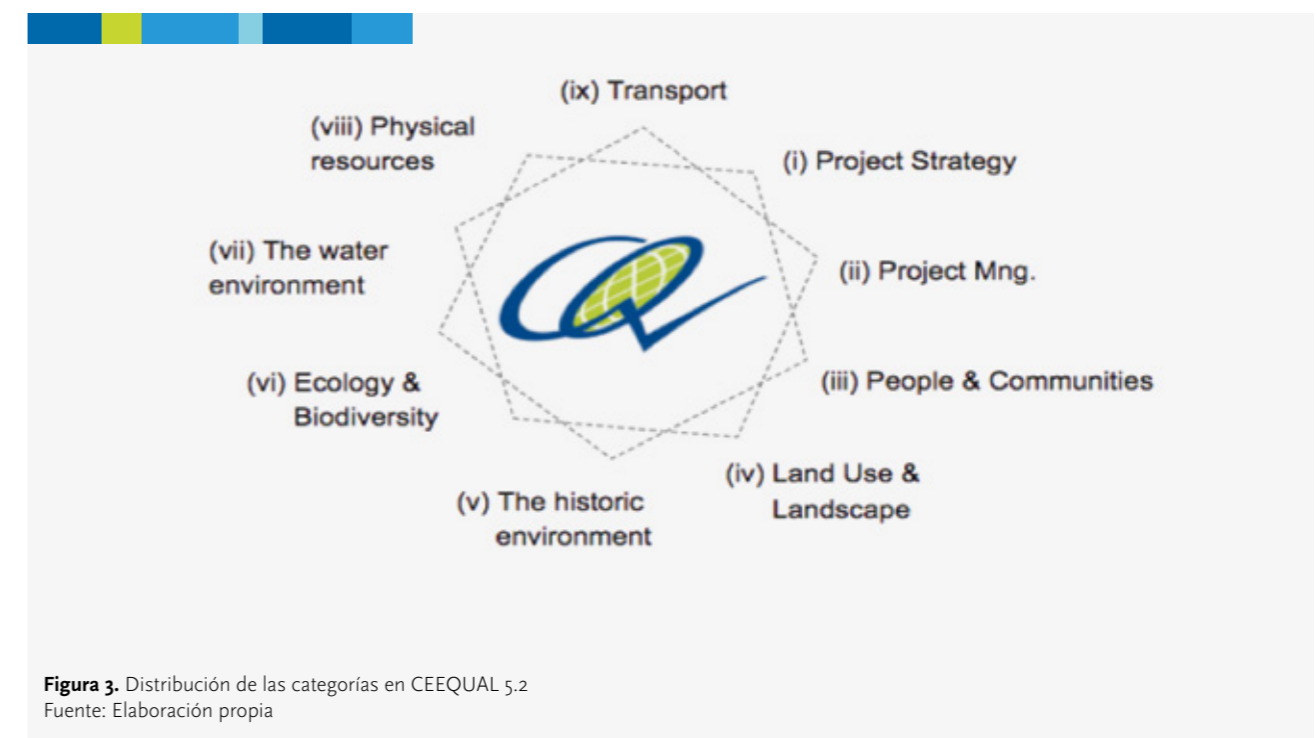 (ix) Transport
(viii) Physical
resources
(i) Project Strategy
(vii) The water
environment
(ii) Project Mng.
(vi) Ecology &
Biodiversity
(iii) People & Communities
(iv) Land Use &
Landscape
(v) The historic
environment
Figura 3. Distribución de las categorías en CEEQUAL 5.2
Fuente: Elaboración propia